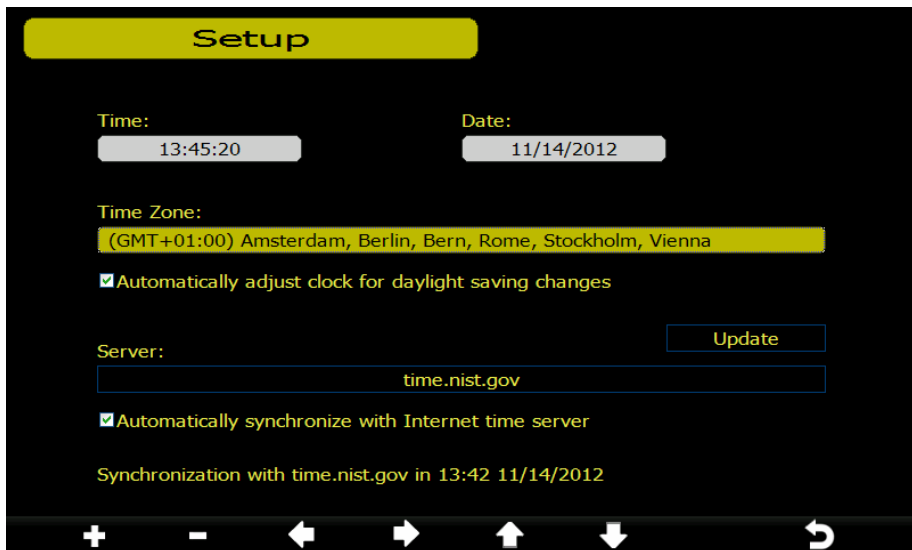 Setup
Time: Date:
13:45:20 11/14/2012
Time Zone:
(GMT+01:00) Amsterdam, Berlin, Bern, Rome, Stockholm, Vienna
Automatically adjust clock for daylight saving changes
Update
Server:
time.nist.gov
Automatically synchronize with Internet time server
Synchronization with time.nist.gov in 13:42 11/14/2012